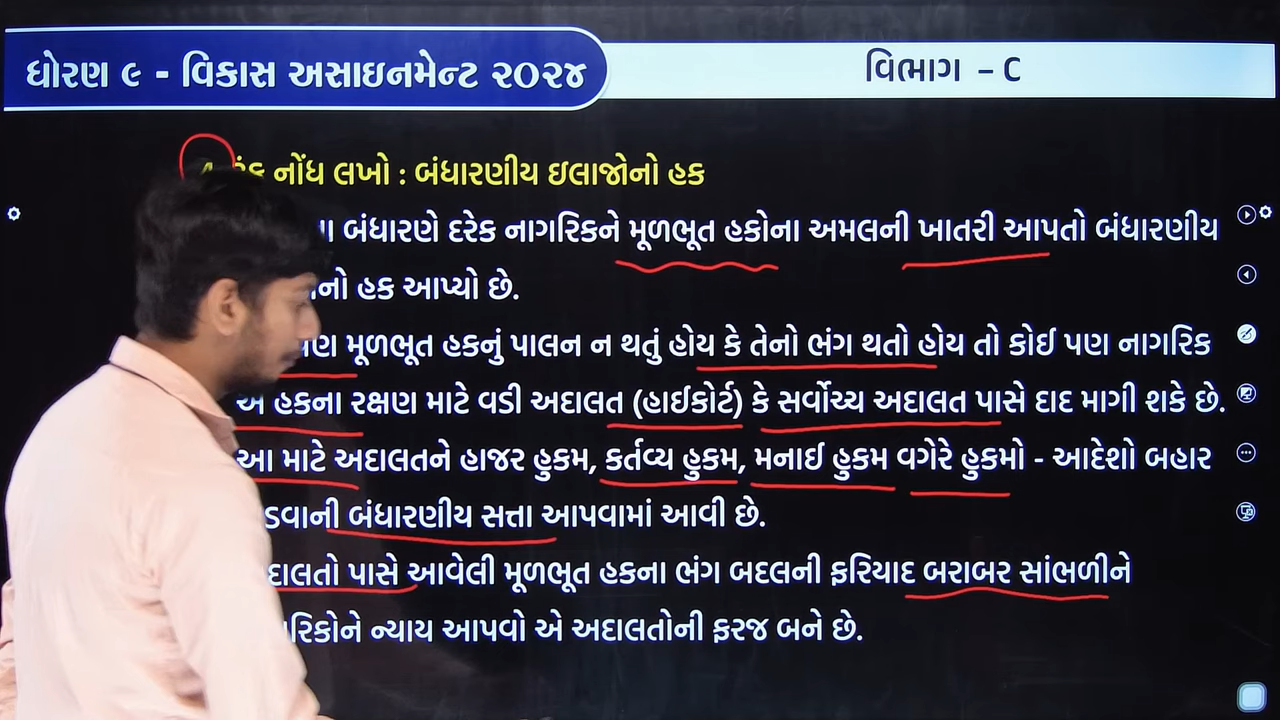 ધોરણ ૯ - વિકાસ અસાઇનમેન્ટ ૨૦૨૪
વિભાગ – C
નોંધ લખો : બંધારણીય ઇલાજોનો હક
બંધારણે દરેક નાગરિકને મૂળભૂત હકોના અમલની ખાતરી આપતો બંધારણીય
હક આપ્યો છે.
મૂળભૂત હકનું પાલન ન થતું હોય કે તેનો ભંગ થતો હોય તો કોઈ પણ નાગરિક
એ હકના રક્ષણ માટે વડી અદાલત (હાઈકોર્ટ) કે સર્વોચ્ચ અદાલત પાસે દાદ માગી શકે છે.
આ માટે અદાલતને હાજર હુકમ, કર્તવ્ય હુકમ, મનાઈ હુકમ વગેરે હુકમો - આદેશો બહાર
બંધારણીય સત્તા આપવામાં આવી છે.
પાસે આવેલી મૂળભૂત હકના ભંગ બદલની ફરિયાદ બરાબર સાંભળીને
ન્યાય આપવો એ અદાલતોની ફરજ બને છે.